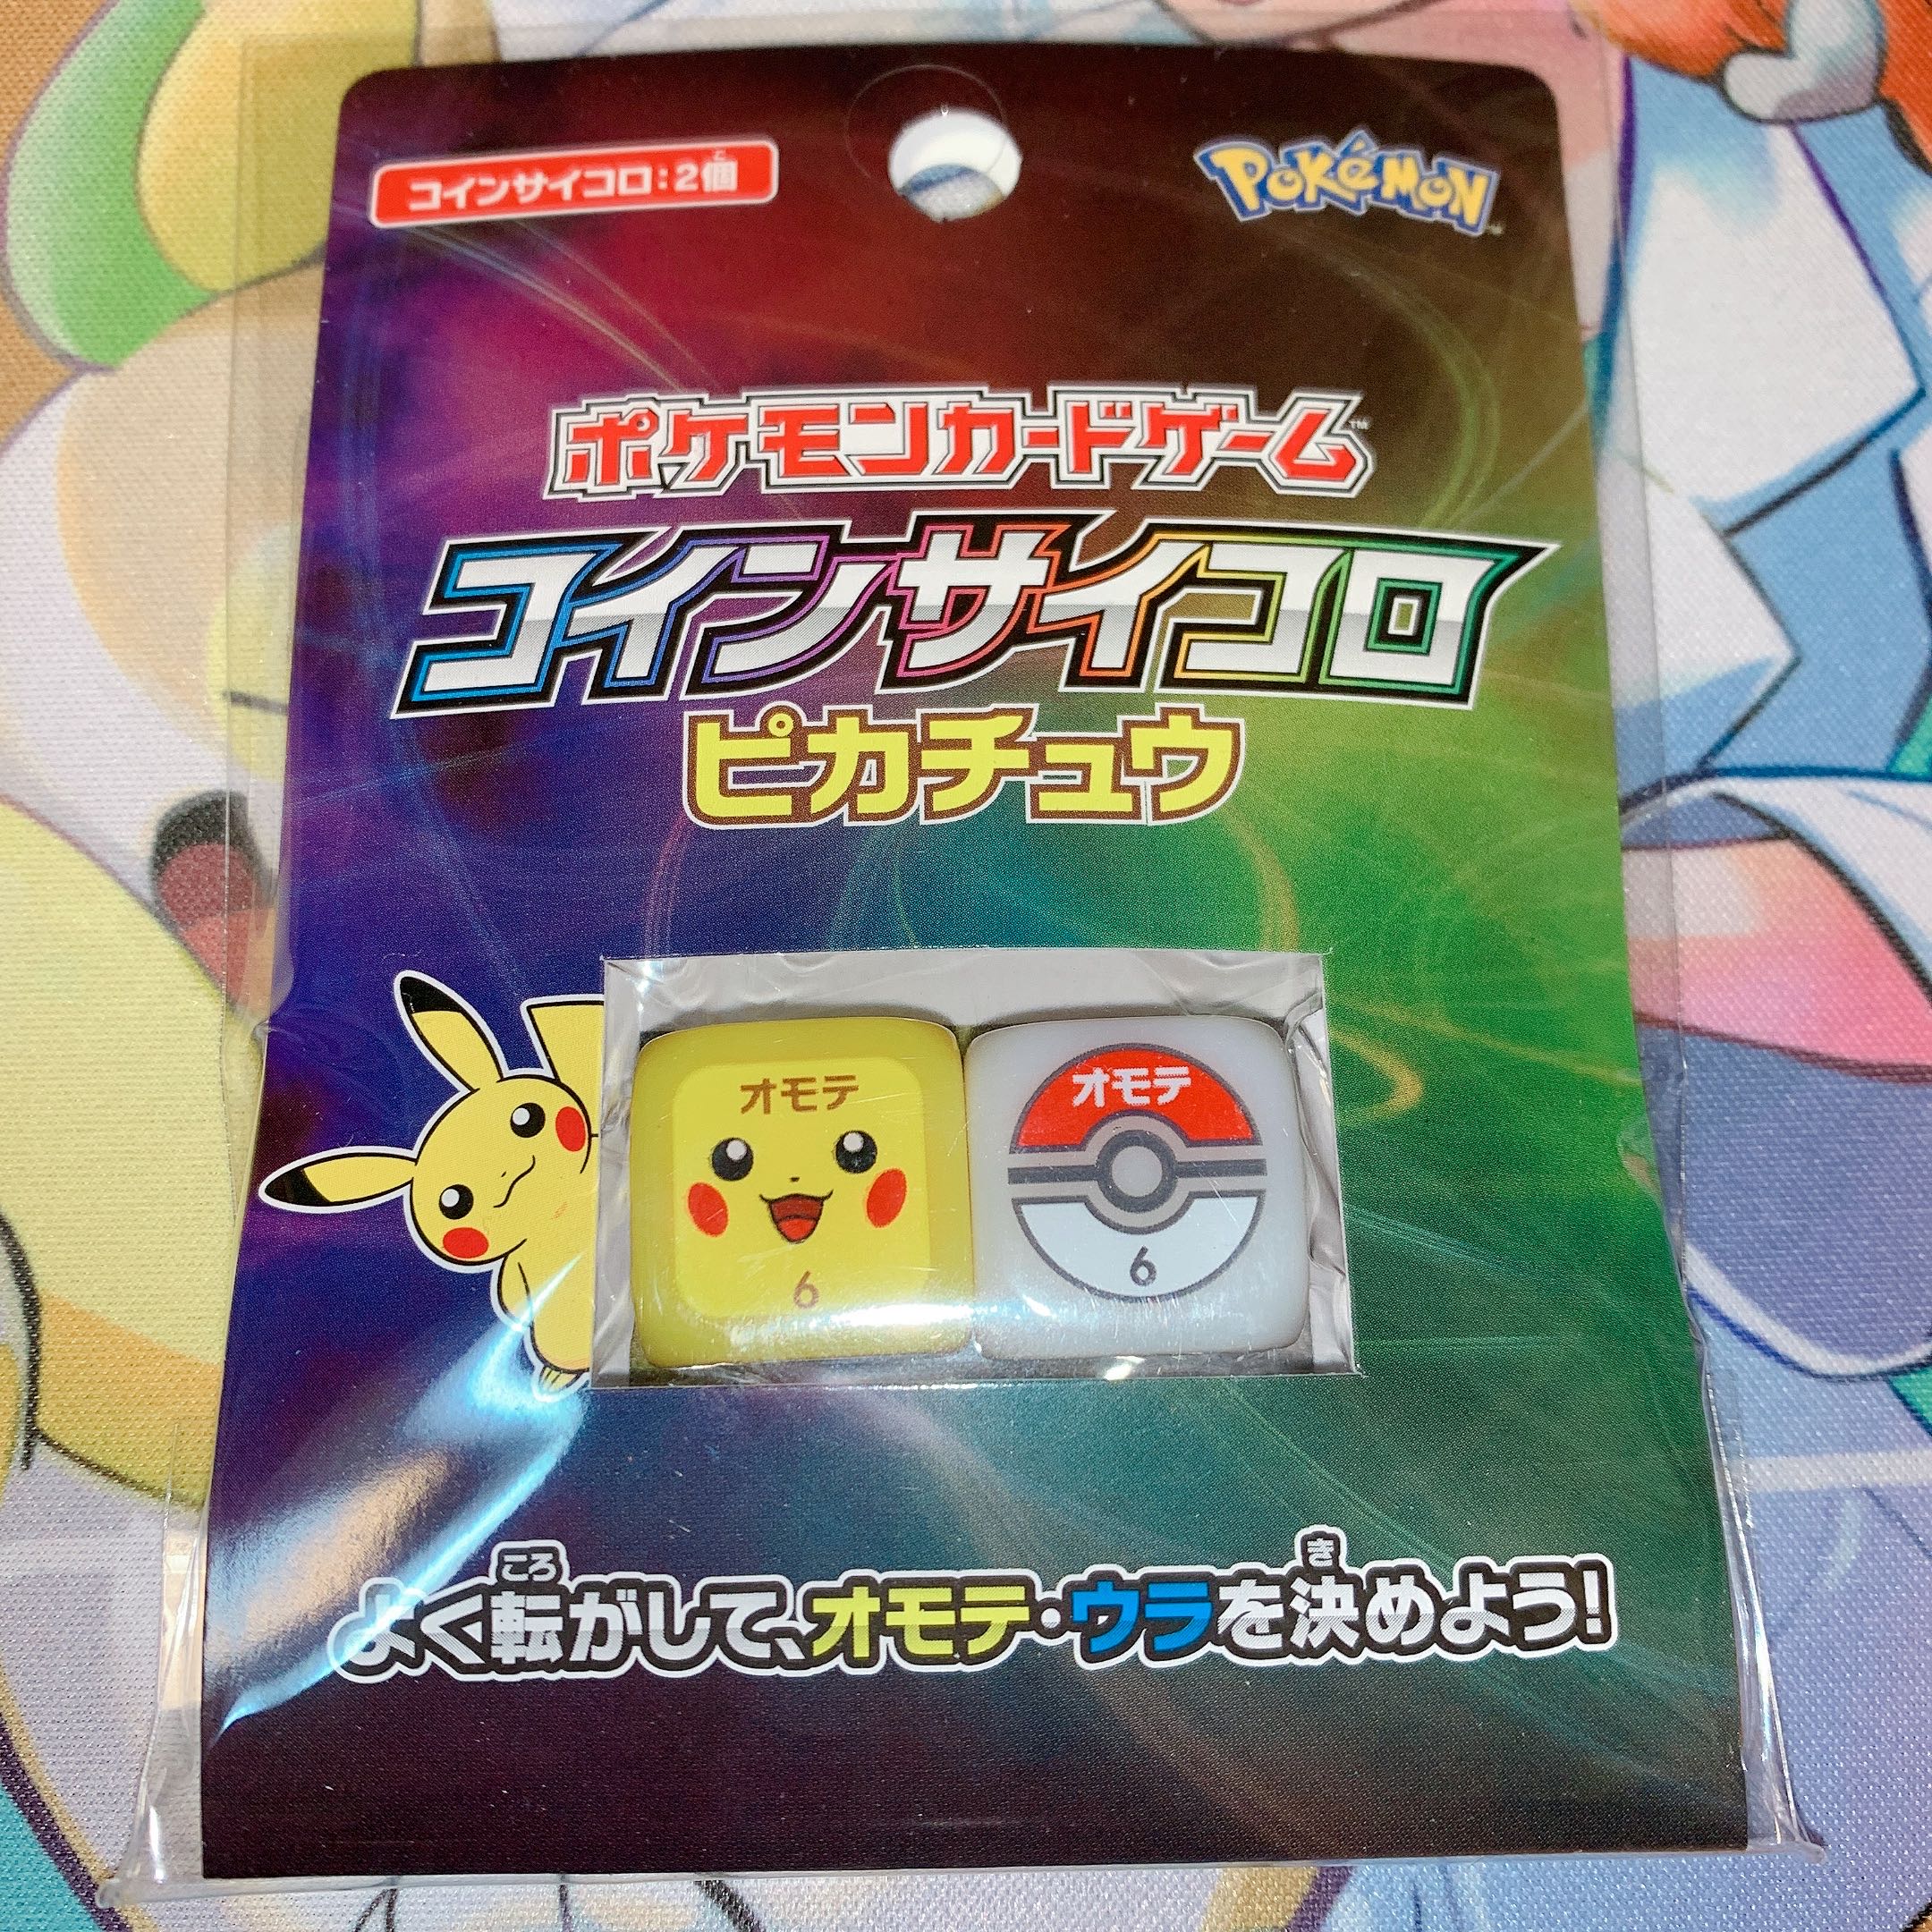 コインサイコロ：2個
Pokémon
ポケモンカードゲーム
コインサイコロ
ピカチュウ
オモテ
6
オモテ
6
よく転がして、オモテ・ウラを決めよう!